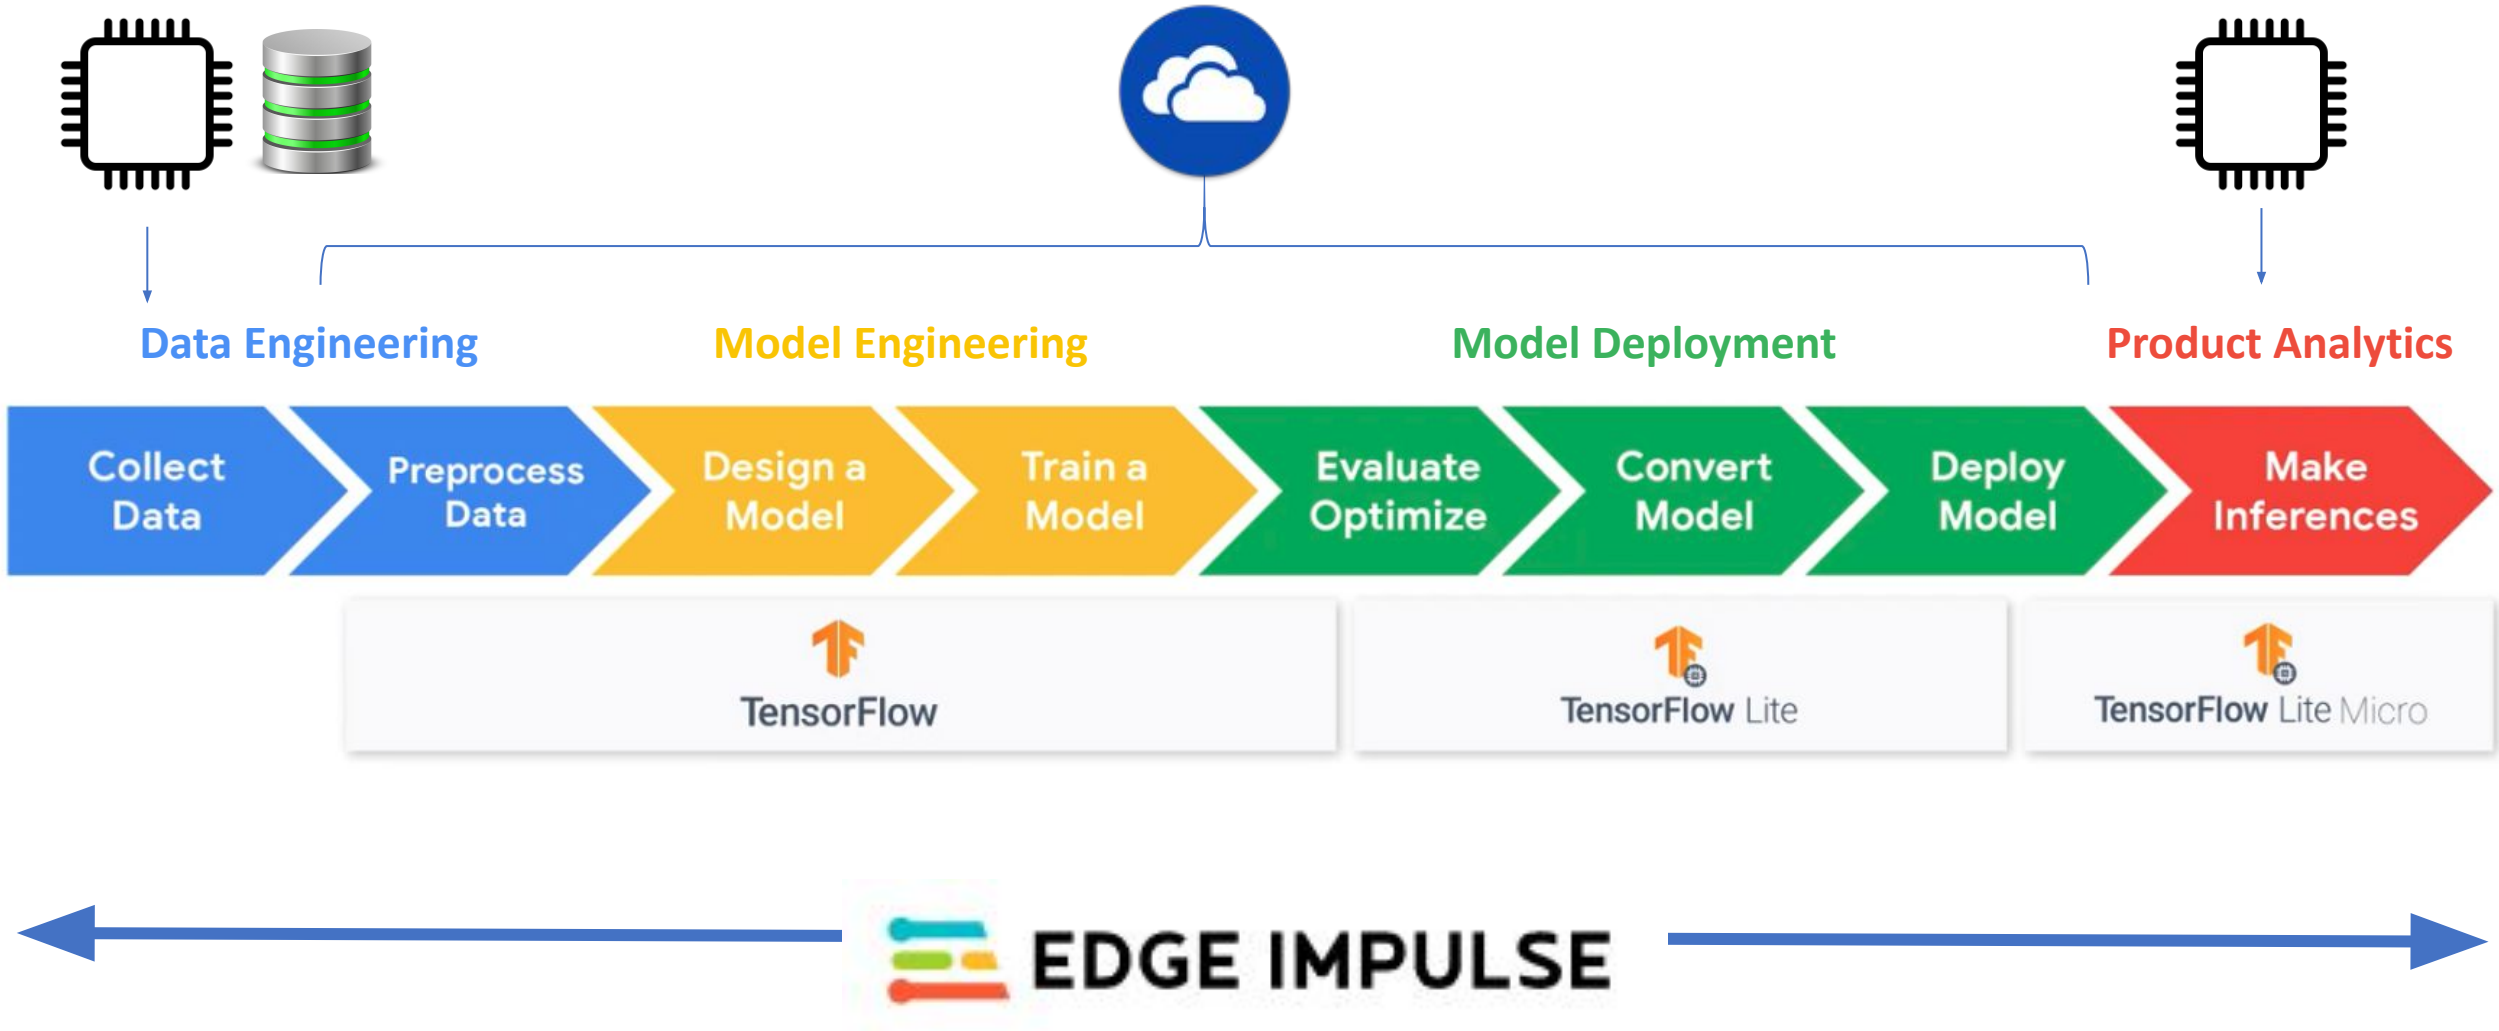 Data Engineering
Model Engineering
Model Deployment
Product Analytics
Collect
Data
Preprocess
Data
Design a
Model
Train a
Model
Evaluate
Optimize
Convert
Model
Deploy
Model
Make
Inferences
TensorFlow
TensorFlow Lite
TensorFlow Lite Micro
EDGE IMPULSE